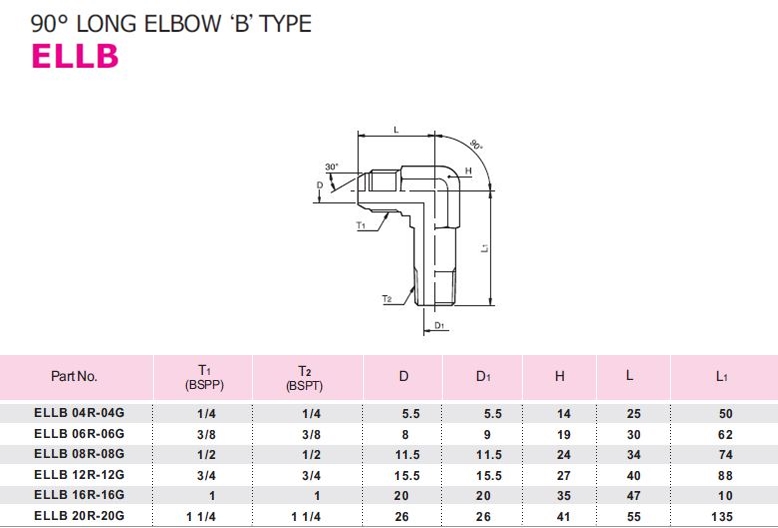 90° LONG ELBOW ‘B’ TYPE
ELLB
L
90°
30°
H
D
T1
L1
T2
D1
Part No. T1 (BSPP) T2 (BSPT) D D1 H L L1
ELLB 04R-04G 1/4 1/4 5.5 5.5 14 25 50
ELLB 06R-06G 3/8 3/8 8 9 19 30 62
ELLB 08R-08G 1/2 1/2 11.5 11.5 24 34 74
ELLB 12R-12G 3/4 3/4 15.5 15.5 27 40 88
ELLB 16R-16G 1 1 20 20 35 47 10
ELLB 20R-20G 1 1/4 1 1/4 26 26 41 55 135